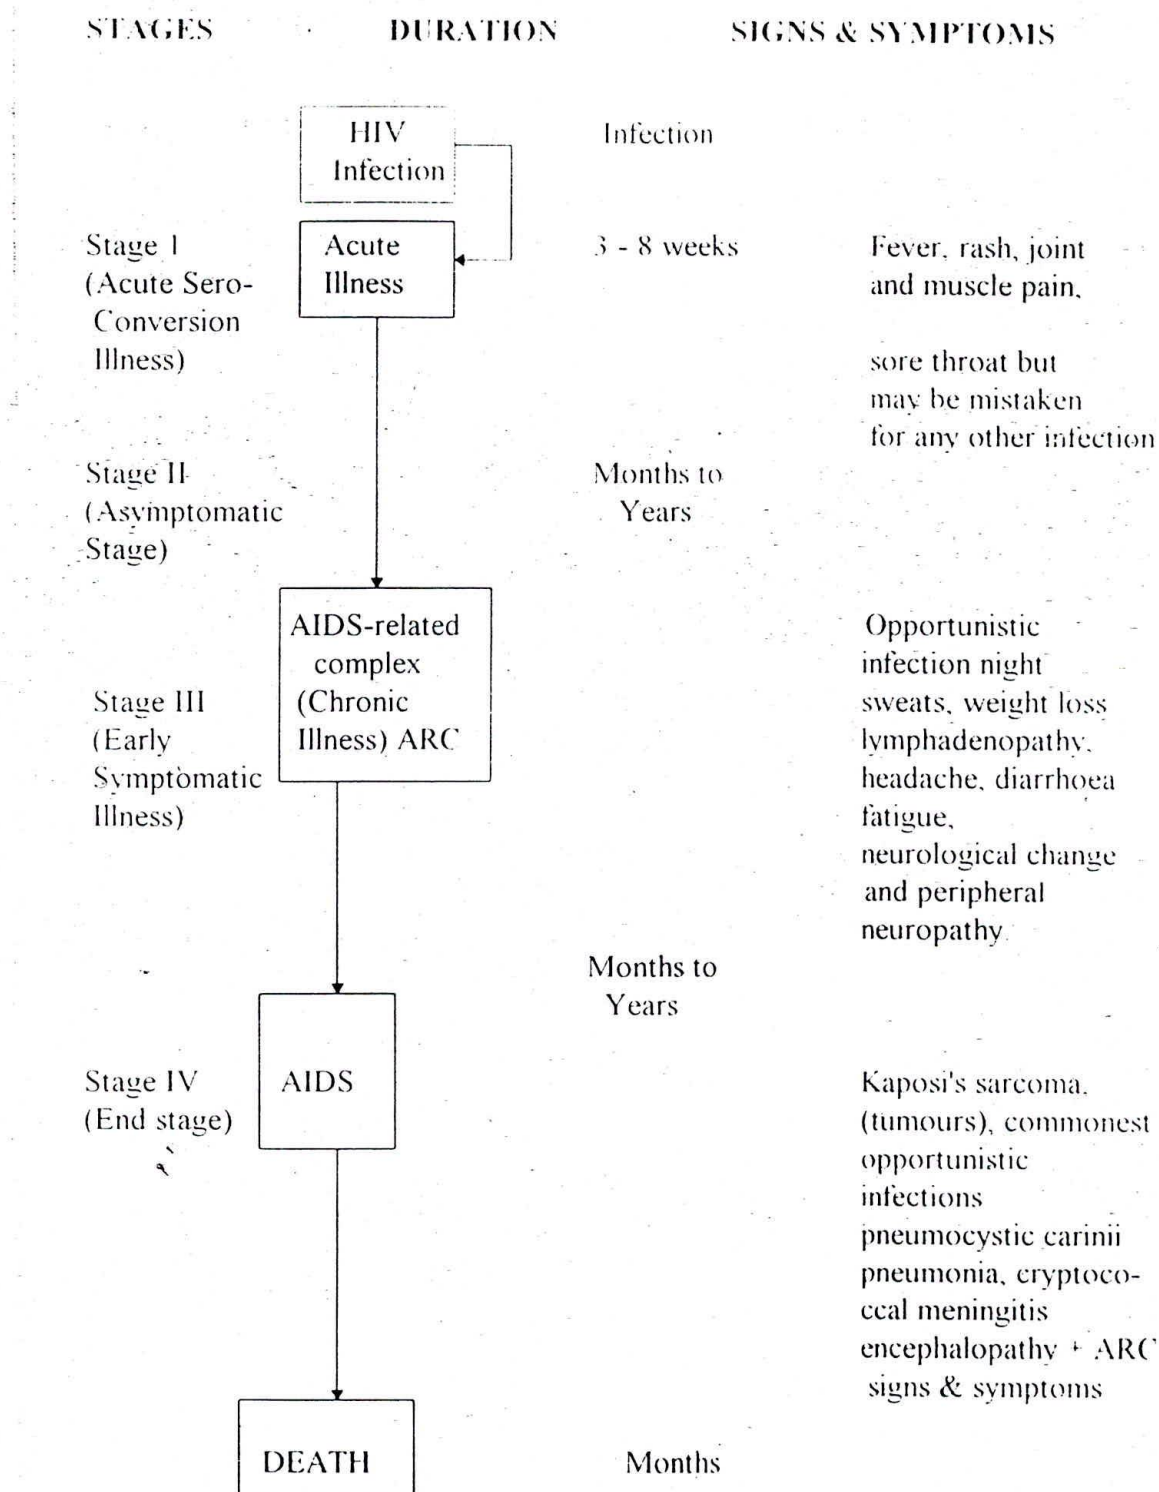 STAGES DURATION SIGNS & SYMPTOMS
HIV Infection
Infection
Stage I Acute 3 - 8 weeks Fever, rash, joint
(Acute Sero- Illness and muscle pain,
Conversion
Illness) sore throat but
may be mistaken
for any other infection
Stage II Months to
(Asymptomatic Years
Stage)
AIDS-related Opportunistic
complex infection night
Stage III (Chronic sweats, weight loss
(Early Illness) ARC lymphadenopathy,
Symptomatic headache, diarrhoea
Illness) fatigue,
neurological change
and peripheral
neuropathy
Months to
Years
Stage IV AIDS Kaposi's sarcoma,
(End stage) (tumours), commonest
opportunistic
infections
pneumocystic carinii
pneumonia, cryptoco-
ccal meningitis
encephalopathy + ARC
signs & symptoms
DEATH Months